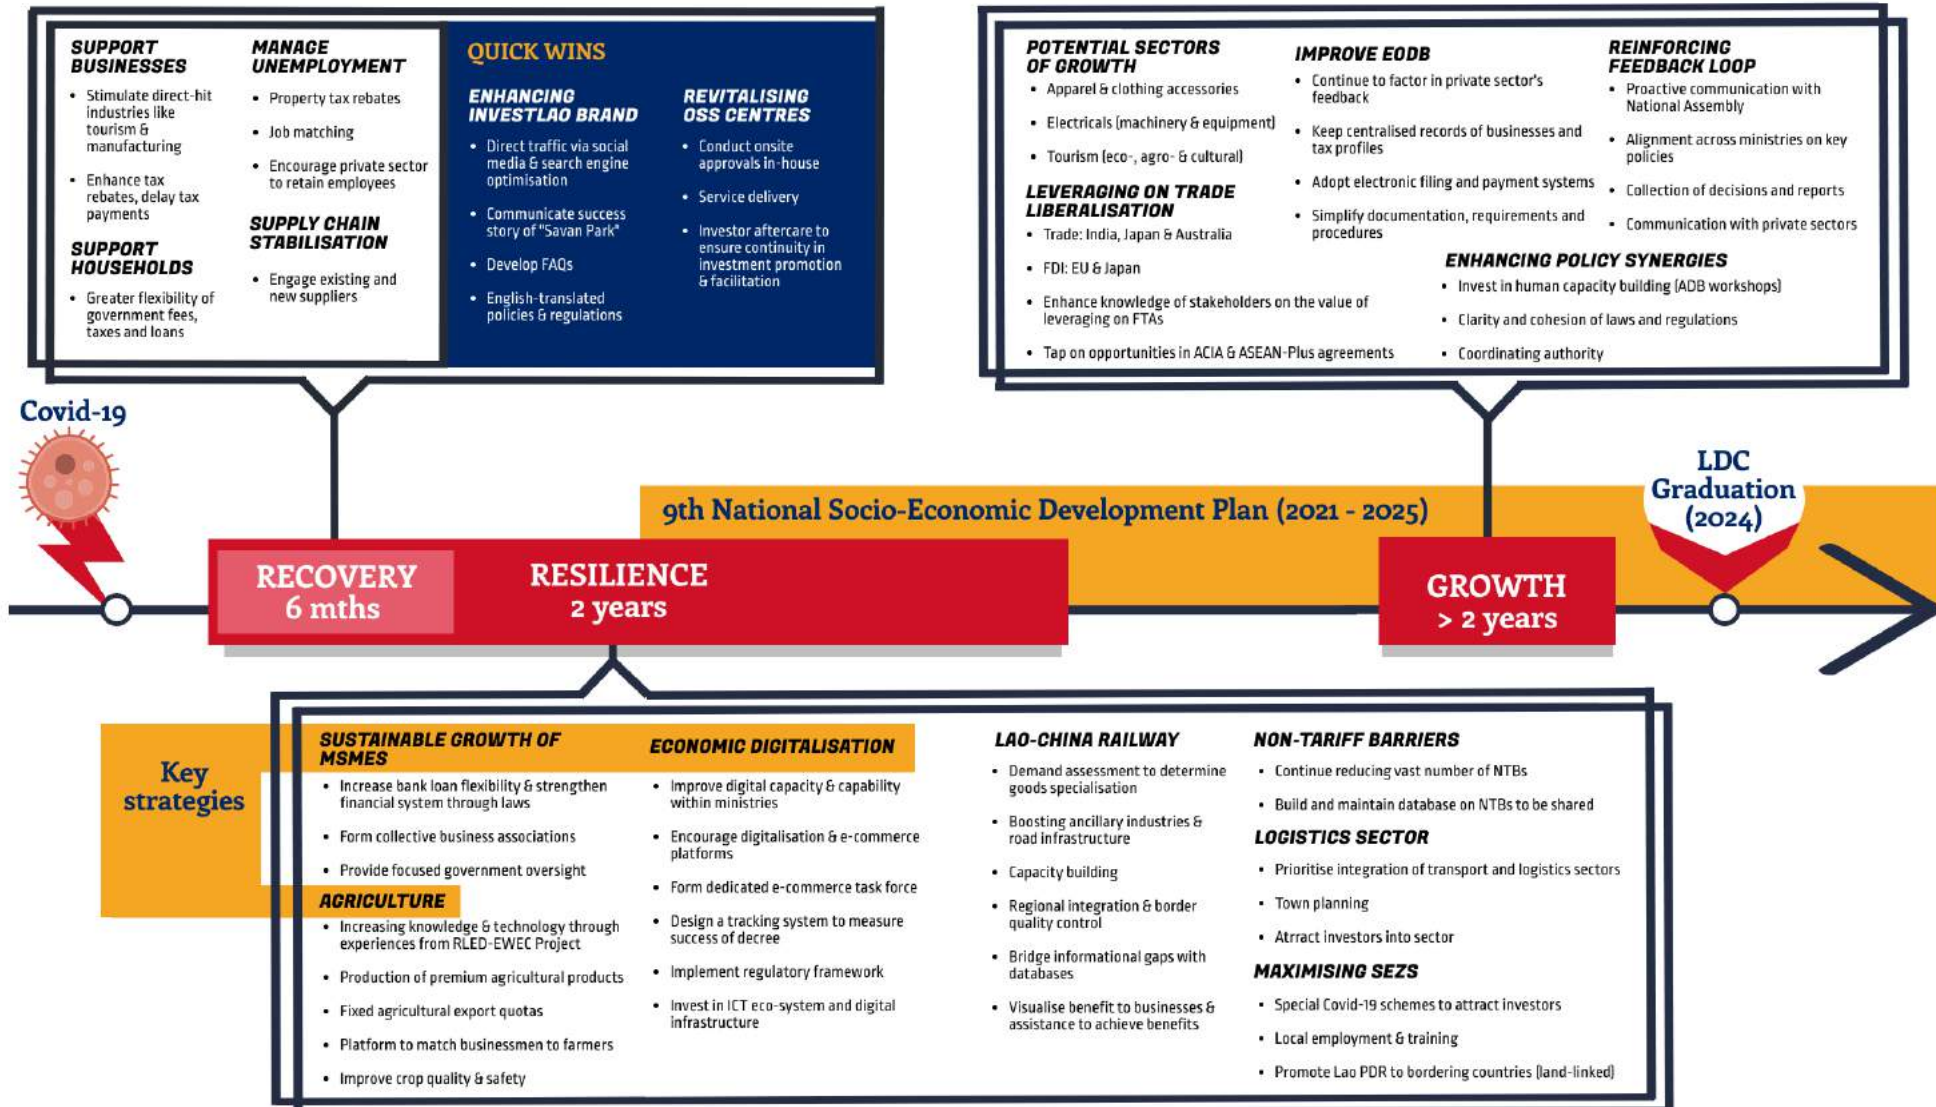 SUPPORT
BUSINESSES
• Stimulate direct-hit
industries like
tourism &
manufacturing
• Enhance tax
rebates, delay tax
payments
SUPPORT
HOUSEHOLDS
• Greater flexibility of
government fees,
taxes and loans
MANAGE
UNEMPLOYMENT
• Property tax rebates
• Job matching
• Encourage private sector
to retain employees
SUPPLY CHAIN
STABILISATION
• Engage existing and
new suppliers
QUICK WINS
ENHANCING
INVESTLAO BRAND
• Direct traffic via social
media & search engine
optimisation
• Communicate success
story of "Savan Park"
• Develop FAQs
• English-translated
policies & regulations
REVITALISING
OSS CENTRES
• Conduct onsite
approvals in-house
• Service delivery
• Investor aftercare to
ensure continuity in
investment promotion
& facilitation
POTENTIAL SECTORS
OF GROWTH
• Apparel & clothing accessories
• Electricals (machinery & equipment)
• Tourism (eco-, agro- & cultural)
LEVERAGING ON TRADE
LIBERALISATION
• Trade: India, Japan & Australia
• FDI: EU & Japan
• Enhance knowledge of stakeholders on the value of
leveraging on FTAs
• Tap on opportunities in ACIA & ASEAN-Plus agreements
IMPROVE EODB
• Continue to factor in private sector's
feedback
• Keep centralised records of businesses and
tax profiles
• Adopt electronic filing and payment systems
• Simplify documentation, requirements and
procedures
REINFORCING
FEEDBACK LOOP
• Proactive communication with
National Assembly
• Alignment across ministries on key
policies
• Collection of decisions and reports
• Communication with private sectors
ENHANCING POLICY SYNERGIES
• Invest in human capacity building (ADB workshops)
• Clarity and cohesion of laws and regulations
• Coordinating authority
Covid-19
9th National Socio-Economic Development Plan (2021 - 2025)
LDC
Graduation
(2024)
RECOVERY
6 mths
RESILIENCE
2 years
GROWTH
> 2 years
Key
strategies
SUSTAINABLE GROWTH OF
MSMES
• Increase bank loan flexibility & strengthen
financial system through laws
• Form collective business associations
• Provide focused government oversight
AGRICULTURE
• Increasing knowledge & technology through
experiences from RLED-EWEC Project
• Production of premium agricultural products
• Fixed agricultural export quotas
• Platform to match businessmen to farmers
• Improve crop quality & safety
ECONOMIC DIGITALISATION
• Improve digital capacity & capability
within ministries
• Encourage digitalisation & e-commerce
platforms
• Form dedicated e-commerce task force
• Design a tracking system to measure
success of decree
• Implement regulatory framework
• Invest in ICT eco-system and digital
infrastructure
LAO-CHINA RAILWAY
• Demand assessment to determine
goods specialisation
• Boosting ancillary industries &
road infrastructure
• Capacity building
• Regional integration & border
quality control
• Bridge informational gaps with
databases
• Visualise benefit to businesses &
assistance to achieve benefits
NON-TARIFF BARRIERS
• Continue reducing vast number of NTBs
• Build and maintain database on NTBs to be shared
LOGISTICS SECTOR
• Prioritise integration of transport and logistics sectors
• Town planning
• Atrract investors into sector
MAXIMISING SEZS
• Special Covid-19 schemes to attract investors
• Local employment & training
• Promote Lao PDR to bordering countries (land-linked)